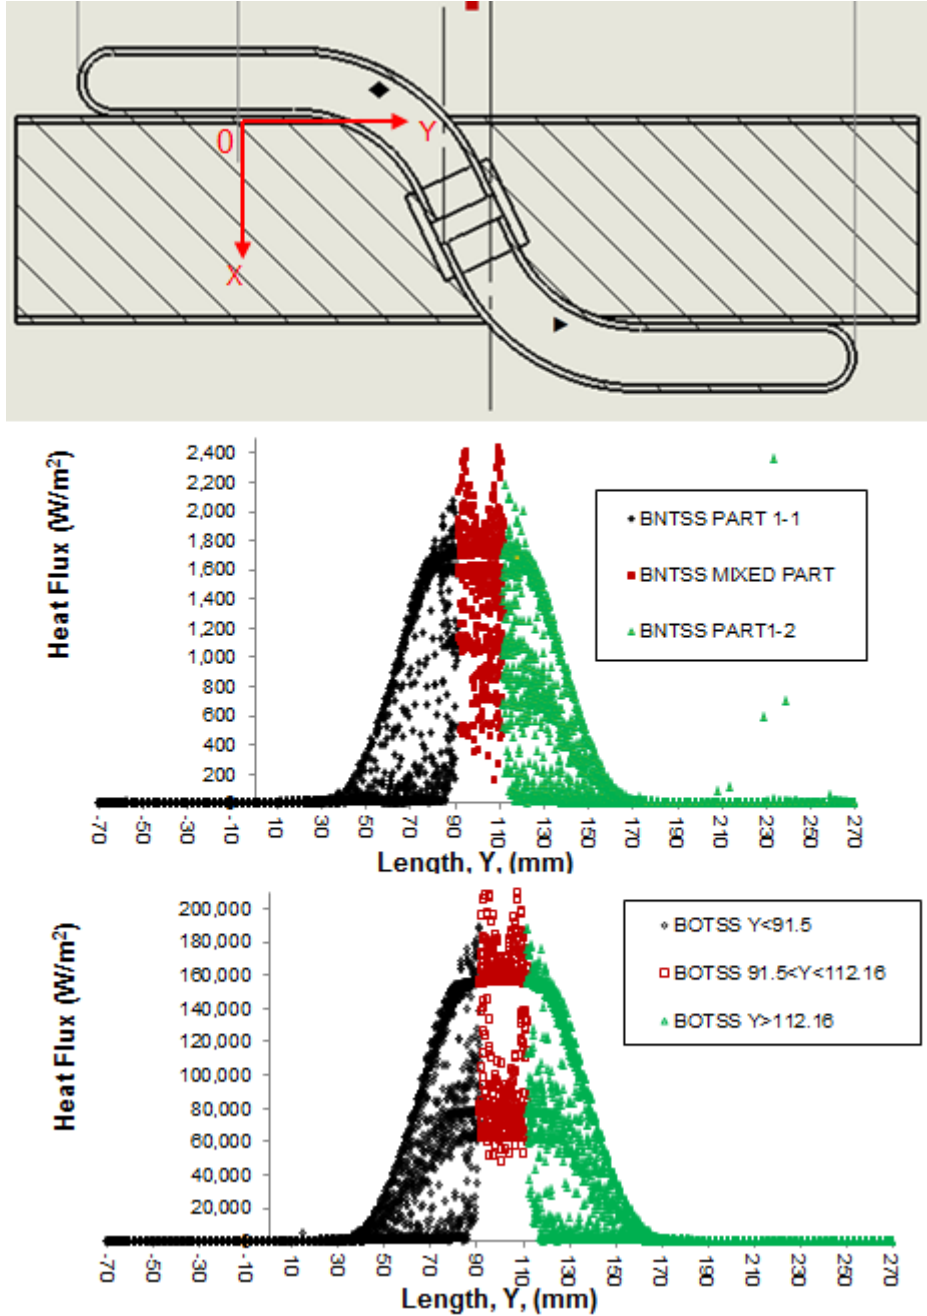 0
Y
X
Heat Flux (W/m²)
2,400
2,200
2,000
1,800
1,600
1,400
1,200
1,000
800
600
400
200
BNTSS PART 1-1
BNTSS MIXED PART
BNTSS PART1-2
-70 -50 -30 -10 10 30 50 70 90 110 130 150 170 190 210 230 250 270
Length, Y, (mm)
Heat Flux (W/m²)
200,000
180,000
160,000
140,000
120,000
100,000
80,000
60,000
40,000
20,000
BOTSS Y<91.5
BOTSS 91.5<Y<112.16
BOTSS Y>112.16
-70 -50 -30 -10 10 30 50 70 90 110 130 150 170 190 210 230 250 270
Length, Y, (mm)